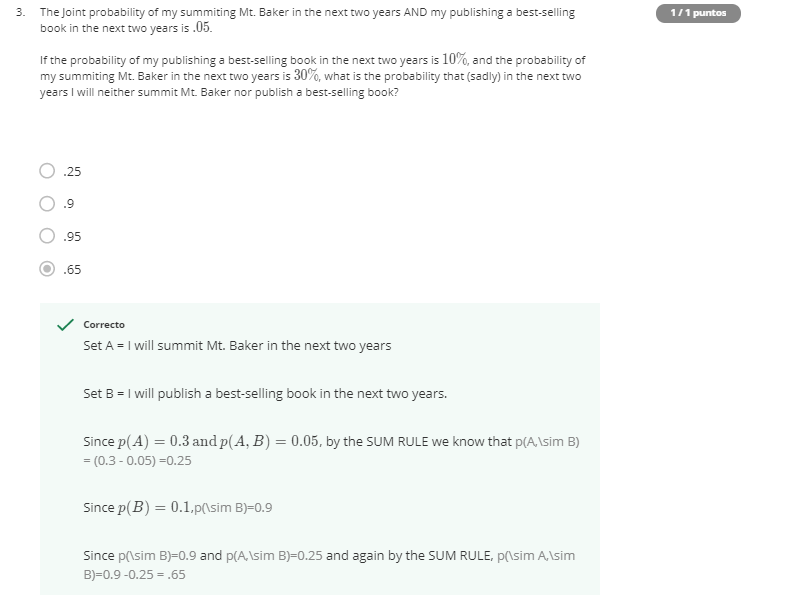 3. The Joint probability of my summiting Mt. Baker in the next two years AND my publishing a best-selling
1 / 1 puntos
book in the next two years is .05.
If the probability of my publishing a best-selling book in the next two years is 10%, and the probability of
my summiting Mt. Baker in the next two years is 30%, what is the probability that (sadly) in the next two
years I will neither summit Mt. Baker nor publish a best-selling book?
.25
.9
.95
.65
Correcto
Set A = I will summit Mt. Baker in the next two years
Set B = I will publish a best-selling book in the next two years.
Since p(A) = 0.3 and p(A, B) = 0.05, by the SUM RULE we know that p(A,\sim B)
= (0.3 - 0.05) =0.25
Since p(B) = 0.1,p(\sim B)=0.9
Since p(\sim B)=0.9 and p(A,\sim B)=0.25 and again by the SUM RULE, p(\sim A,\sim
B)=0.9 -0.25 = .65